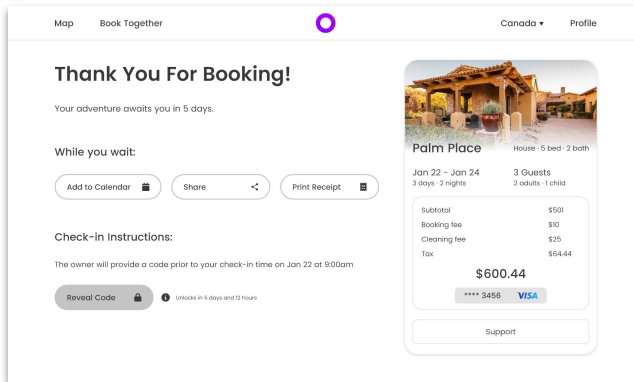 Map Book Together Canada ▾ Profile
Thank You For Booking!
Your adventure awaits you in 5 days.
While you wait:
Add to Calendar Share Print Receipt
Check-in Instructions:
The owner will provide a code prior to your check-in time on Jan 22 at 9:00am
Reveal Code Unlocks in 5 days and 12 hours
Palm Place House · 5 bed · 2 bath
Jan 22 - Jan 24 3 Guests
3 days · 2 nights 2 adults · 1 child
Subtotal $501
Booking fee $10
Cleaning fee $25
Tax $64.44
$600.44
**** 3456 VISA
Support